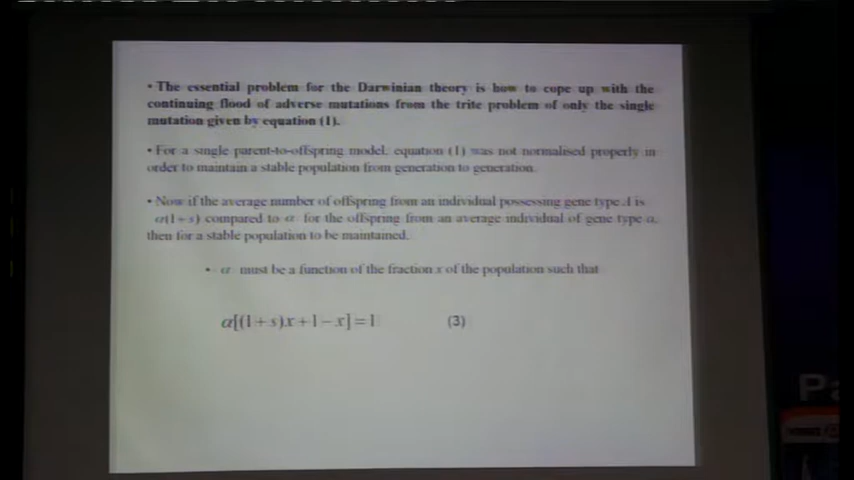 • The essential problem for the Darwinian theory is how to cope up with the
continuing flood of adverse mutations from the trite problem of only the single
mutation given by equation (1).
• For a single parent-to-offspring model, equation (1) was not normalised properly in
order to maintain a stable population from generation to generation.
• Now if the average number of offspring from an individual possessing gene type A is
α(1+s) compared to α for the offspring from an average individual of gene type a,
then for a stable population to be maintained.
• α must be a function of the fraction x of the population such that
α[(1+s)x+1−x]=1 (3)
Pa